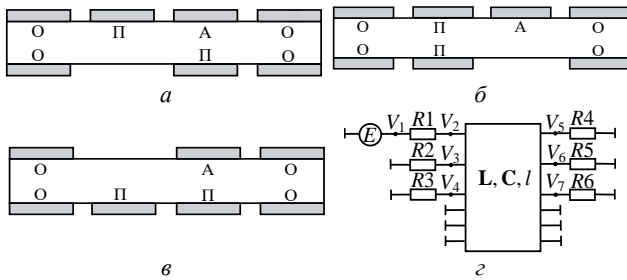 О П А О
О П О
а
О П А О
О П О
б
О А О
О П П О
в
E V1 R1 V2 V5 R4
R2 V3 L, C, l V6 R5
R3 V4 V7 R6
г